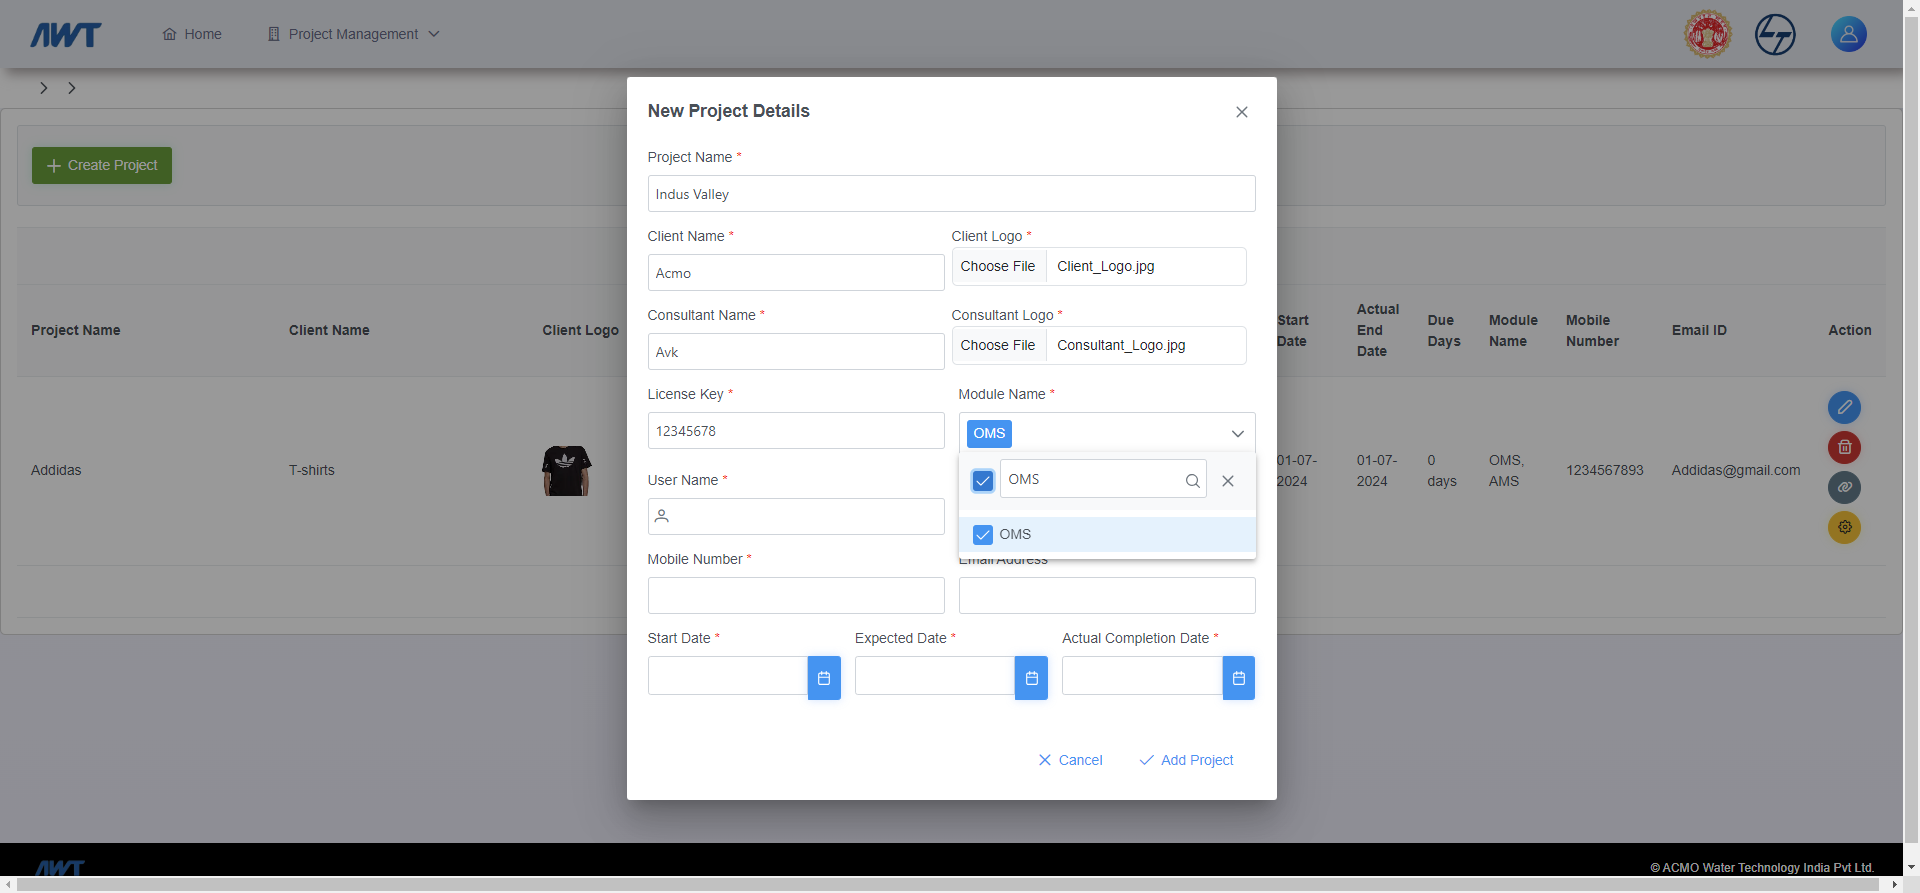 AWT
Home
Project Management
Create Project
New Project Details
Project Name *
Indus Valley
Client Name *
Client Logo *
Acmo
Choose File
Client_Logo.jpg
Consultant Name *
Consultant Logo *
Avk
Choose File
Consultant_Logo.jpg
License Key *
Module Name *
12345678
OMS
OMS
OMS
User Name *
Mobile Number *
Email Address
Start Date *
Expected Date *
Actual Completion Date *
Cancel
Add Project
Project Name
Client Name
Client Logo
Start
Date
Actual
End
Date
Due
Days
Module
Name
Mobile
Number
Email ID
Action
Addidas
T-shirts
01-07-
2024
01-07-
2024
0
days
OMS,
AMS
1234567893
Addidas@gmail.com
AWT
© ACMO Water Technology India Pvt Ltd.